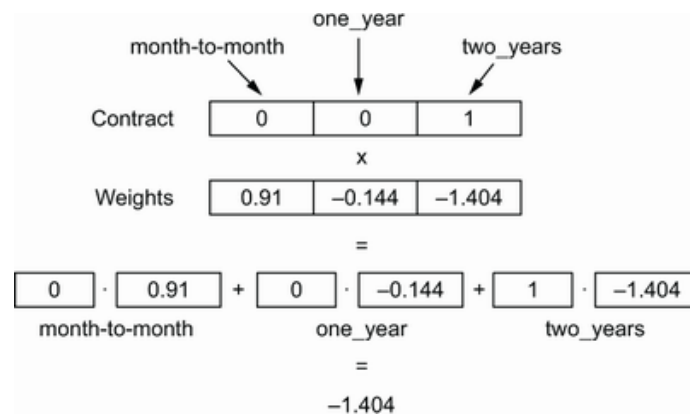 one_year
month-to-month two_years
Contract 0 0 1
x
Weights 0.91 –0.144 –1.404
=
0 · 0.91 + 0 · –0.144 + 1 · –1.404
month-to-month one_year two_years
=
–1.404